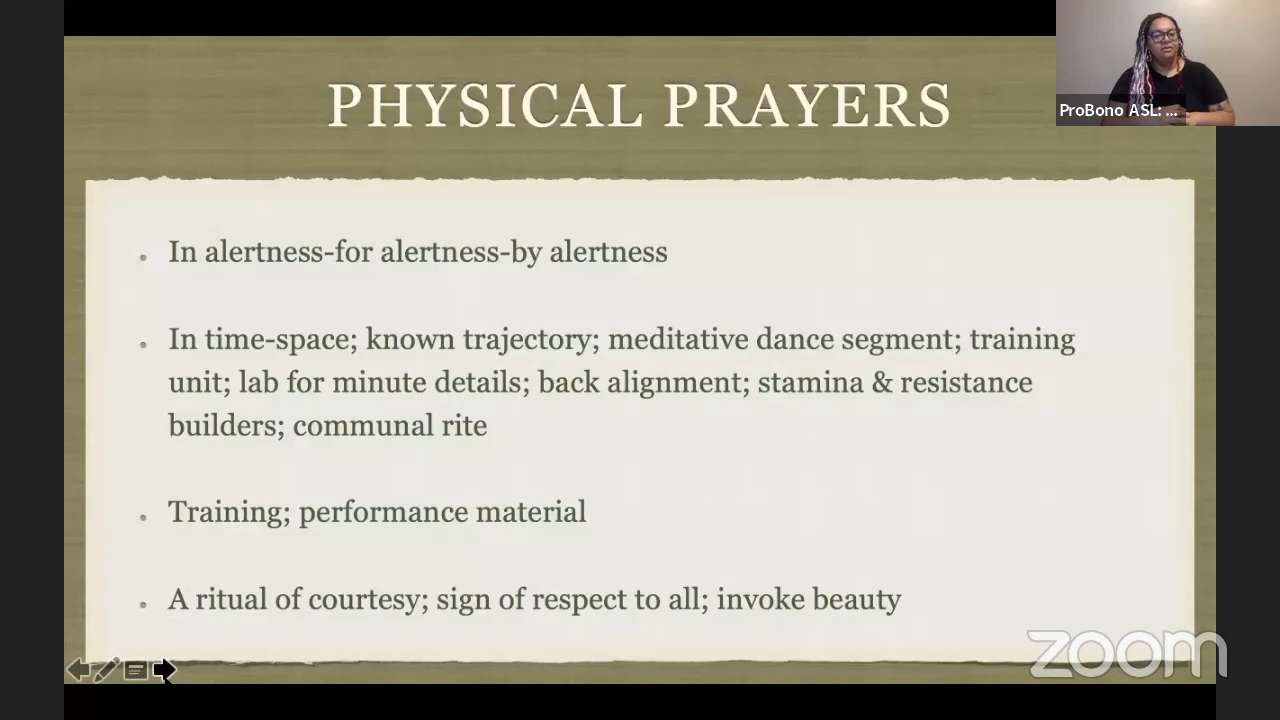 PHYSICAL PRAYERS
ProBono ASL: ...
In alertness-for alertness-by alertness
In time-space; known trajectory; meditative dance segment; training
unit; lab for minute details; back alignment; stamina & resistance
builders; communal rite
Training; performance material
A ritual of courtesy; sign of respect to all; invoke beauty
zoom